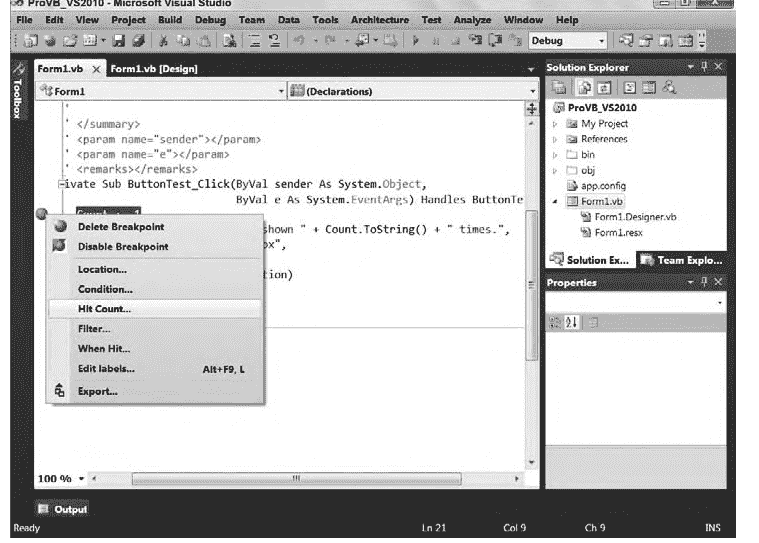 ProVB_VS2010 - Microsoft Visual Studio
File Edit View Project Build Debug Team Data Tools Architecture Test Analyze Window Help
Debug
Toolbox
Form1.vb × Form1.vb [Design]
Form1 (Declarations)
'
' </summary>
' <param name="sender"></param>
' <param name="e"></param>
' <remarks></remarks>
ivate Sub ButtonTest_Click(ByVal sender As System.Object,
ByVal e As System.EventArgs) Handles ButtonTe
shown " + Count.ToString() + " times.",
ox",
tion)
Delete Breakpoint
Disable Breakpoint
Location...
Condition...
Hit Count...
Filter...
When Hit...
Edit labels... Alt+F9, L
Export...
100 %
Solution Explorer
ProVB_VS2010
My Project
References
bin
obj
app.config
Form1.vb
Form1.Designer.vb
Form1.resx
Solution Ex... Team Explo...
Properties
Output
Ready Ln 21 Col 9 Ch 9 INS